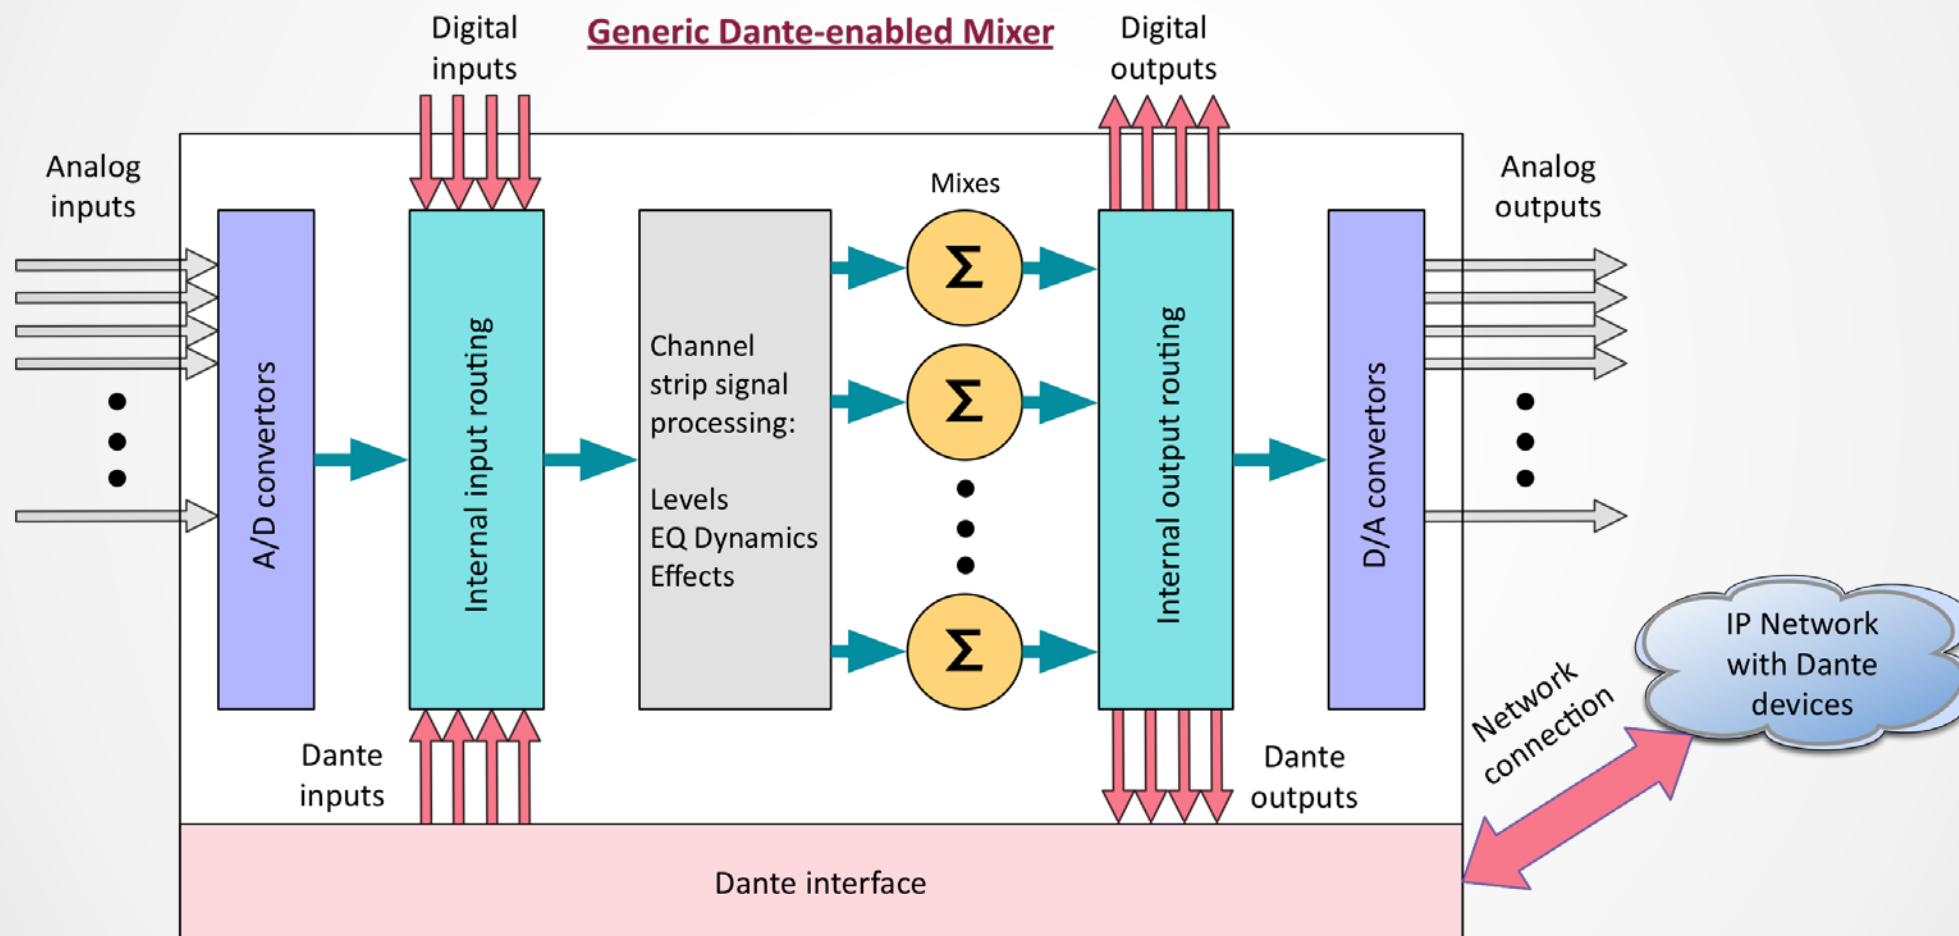 Generic Dante-enabled Mixer
Digital
inputs
Digital
outputs
Analog
inputs
Mixes
Analog
outputs
A/D convertors
Internal input routing
Channel
strip signal
processing:
Levels
EQ Dynamics
Effects
Σ
Σ
Σ
Internal output routing
D/A convertors
IP Network
with Dante
devices
Network
connection
Dante
inputs
Dante
outputs
Dante interface